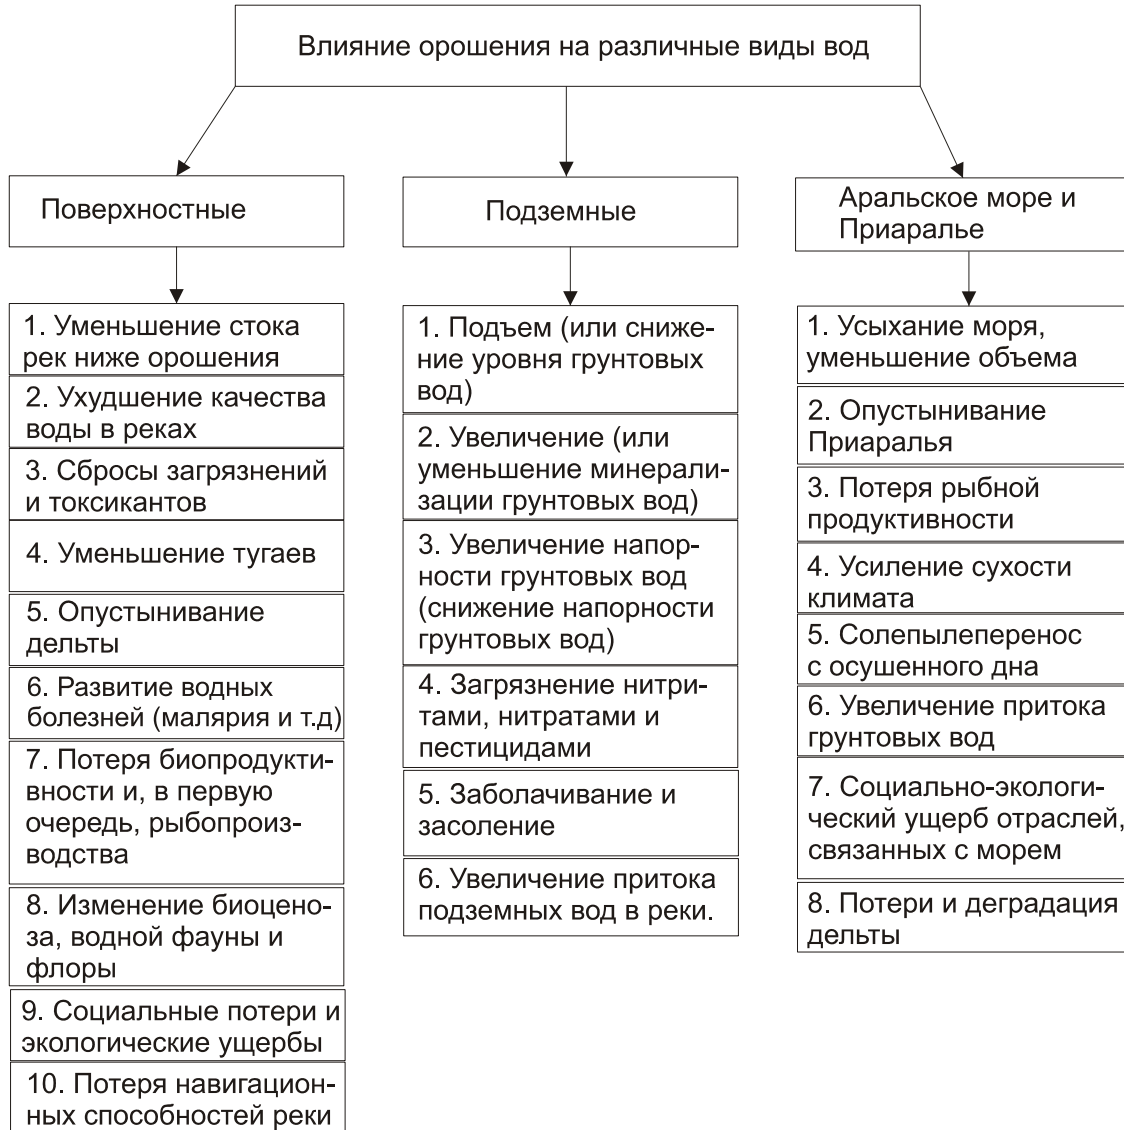 Влияние орошения на различные виды вод
Поверхностные
1. Уменьшение стока
рек ниже орошения
2. Ухудшение качества
воды в реках
3. Сбросы загрязнений
и токсикантов
4. Уменьшение тугаев
5. Опустынивание
дельты
6. Развитие водных
болезней (малярия и т.д)
7. Потеря биопродукти-
вности и, в первую
очередь, рыбопроиз-
водства
8. Изменение биоцено-
за, водной фауны и
флоры
9. Социальные потери и
экологические ущербы
10. Потеря навигацион-
ных способностей реки
Подземные
1. Подъем (или сниже-
ние уровня грунтовых
вод)
2. Увеличение (или
уменьшение минерали-
зации грунтовых вод)
3. Увеличение напор-
ности грунтовых вод
(снижение напорности
грунтовых вод)
4. Загрязнение нитри-
тами, нитратами и
пестицидами
5. Заболачивание и
засоление
6. Увеличение притока
подземных вод в реки.
Аральское море и
Приаралье
1. Усыхание моря,
уменьшение объема
2. Опустынивание
Приаралья
3. Потеря рыбной
продуктивности
4. Усиление сухости
климата
5. Солепылеперенос
с осушенного дна
6. Увеличение притока
грунтовых вод
7. Социально-экологи-
ческий ущерб отраслей,
связанных с морем
8. Потери и деградация
дельты